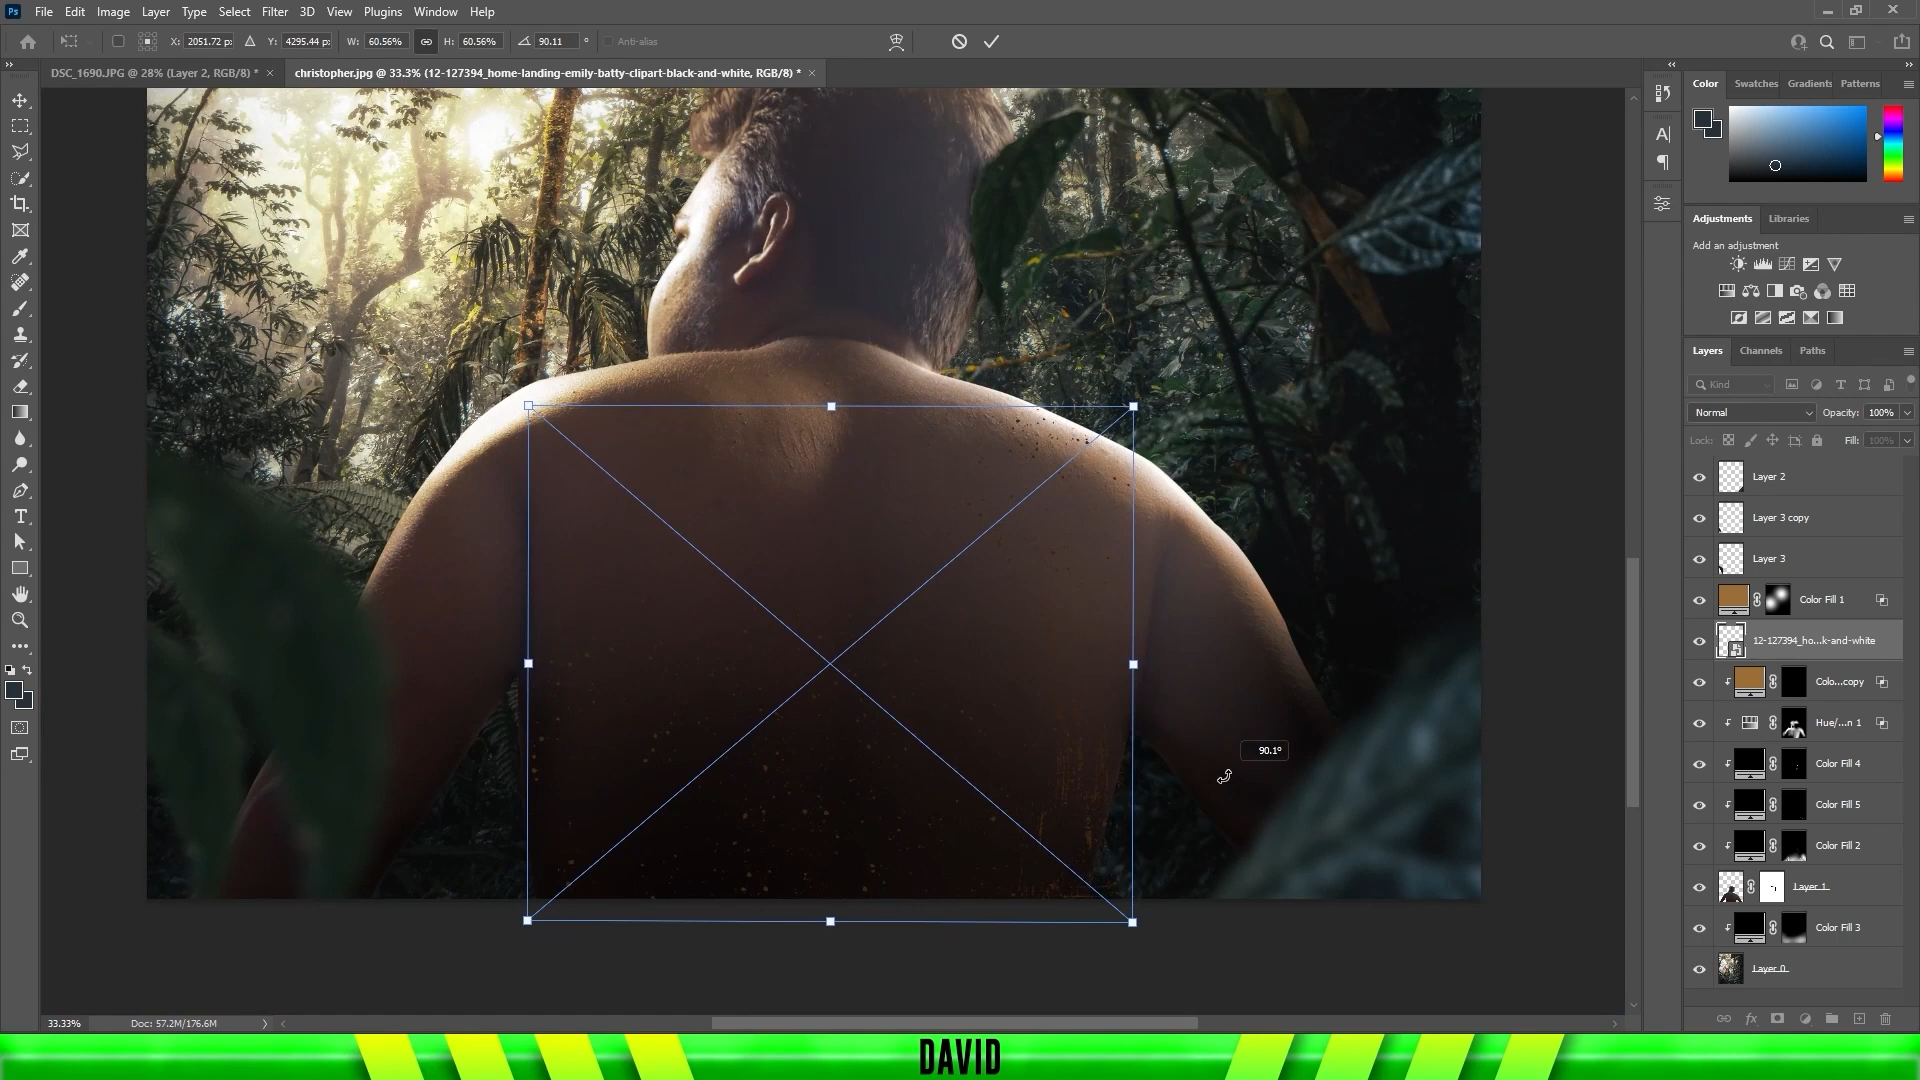 Ps File Edit Image Layer Type Select Filter 3D View Plugins Window Help
X: 2051.72 p: Y: 4295.44 p: W: 60.56% H: 60.56% 90.11 ° Anti-alias
DSC_1690.JPG @ 28% (Layer 2, RGB/8) * ×
christopher.jpg @ 33.3% (12-127394_home-landing-emily-batty-clipart-black-and-white, RGB/8) * ×
Color Swatches Gradients Patterns
Adjustments Libraries
Add an adjustment
Layers Channels Paths
Kind
Normal Opacity: 100%
Lock: Fill: 100%
Layer 2
Layer 3 copy
Layer 3
Color Fill 1
12-127394_ho...k-and-white
Colo...copy
Hue/...n 1
Color Fill 4
Color Fill 5
Color Fill 2
Layer 1
Color Fill 3
Layer 0
90.1°
33.33% Doc: 57.2M/176.6M
DAVID